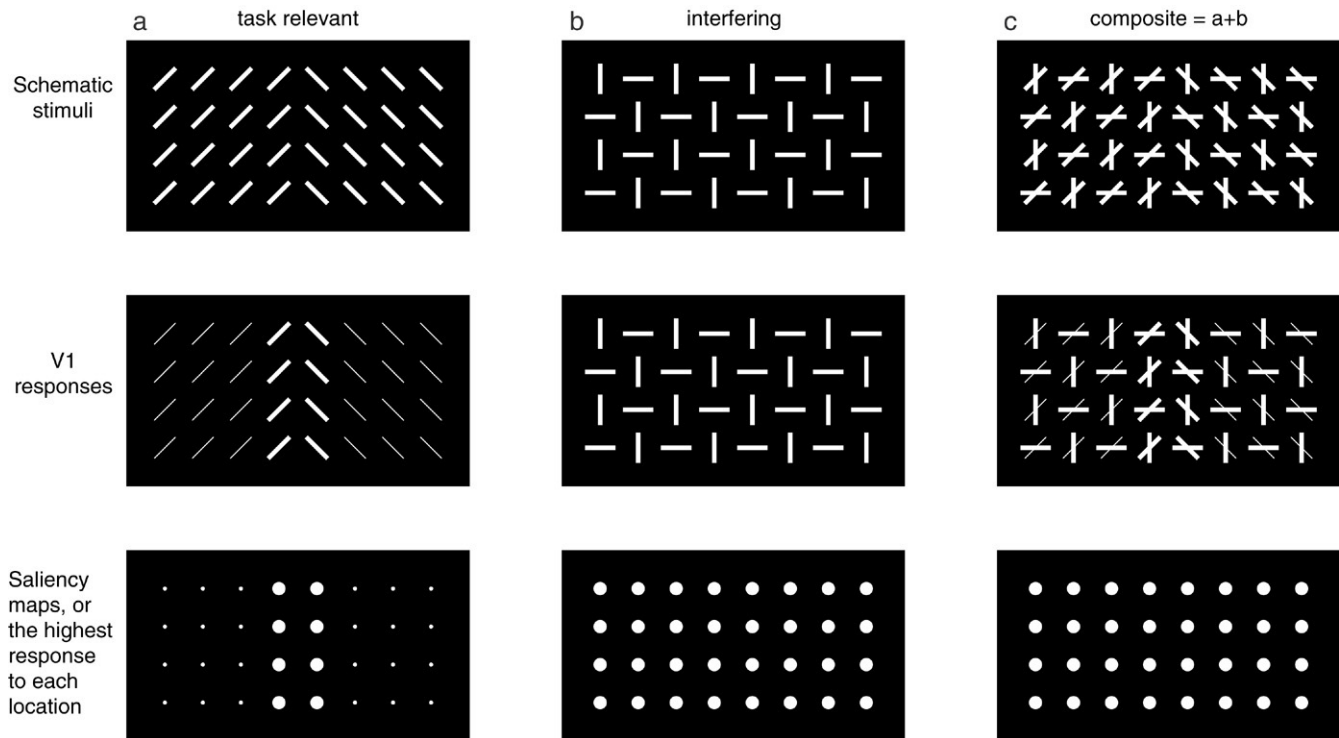 a task relevant
b interfering
c composite = a+b
Schematic
stimuli
V1
responses
Saliency
maps, or
the highest
response
to each
location